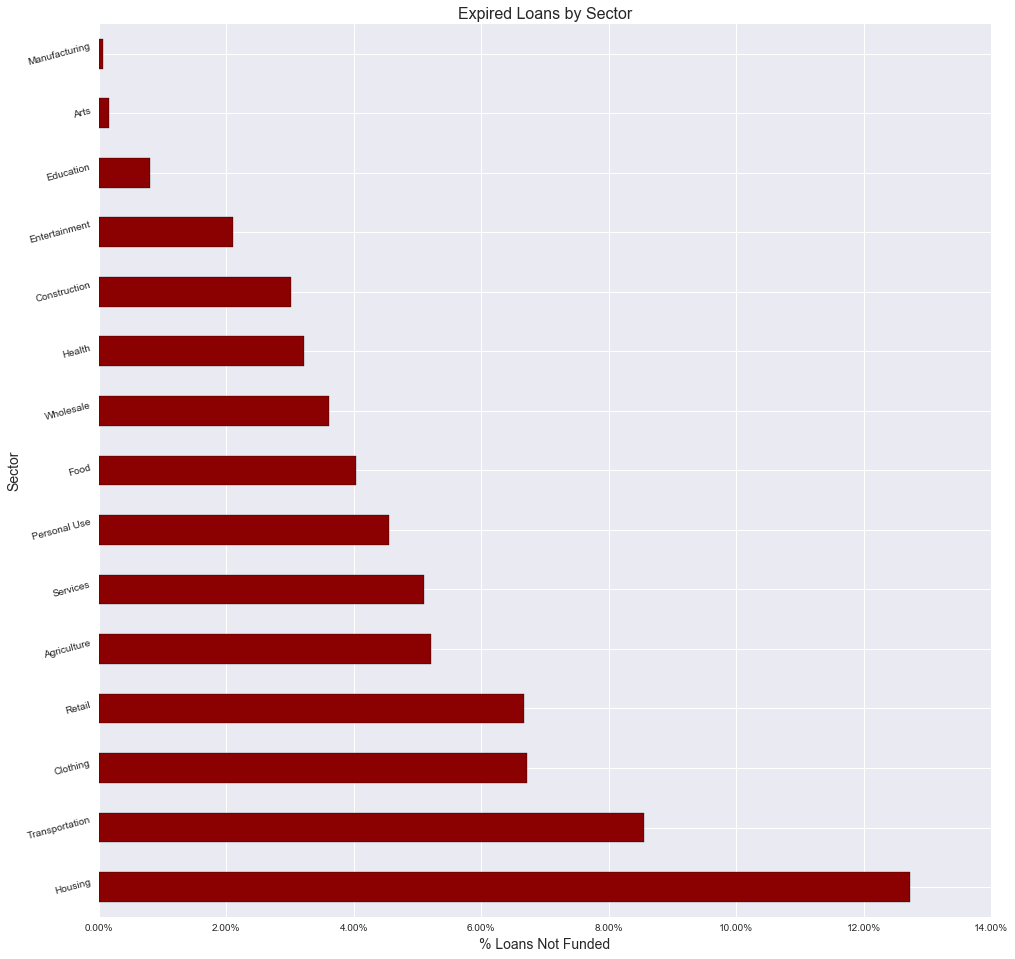 Expired Loans by Sector
Manufacturing
Arts
Education
Entertainment
Construction
Health
Wholesale
Food
Personal Use
Services
Agriculture
Retail
Clothing
Transportation
Housing
Sector
0.00% 2.00% 4.00% 6.00% 8.00% 10.00% 12.00% 14.00%
% Loans Not Funded